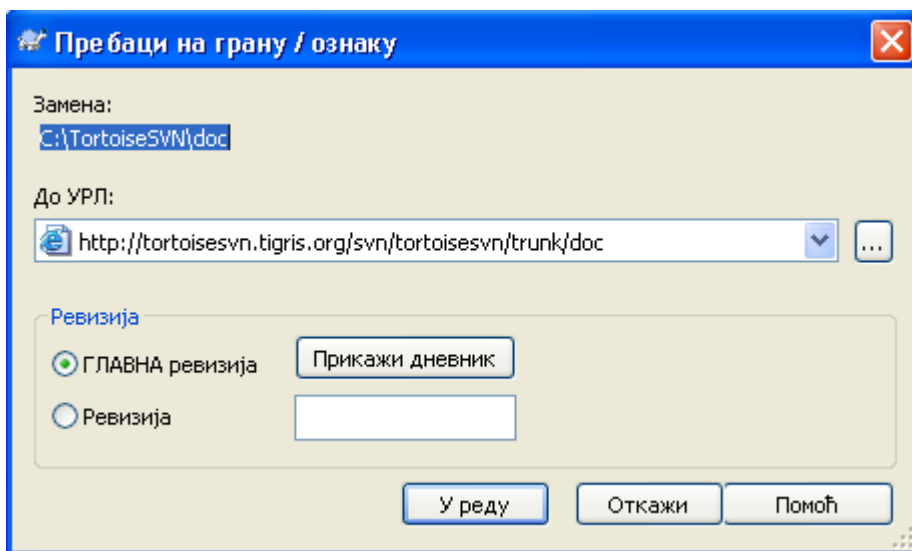 Пребаци на грану / ознаку
Замена:
C:\TortoiseSVN\doc
До УРЛ:
http://tortoisesvn.tigris.org/svn/tortoisesvn/trunk/doc
...
Ревизија
ГЛАВНА ревизија Прикажи дневник
Ревизија
У реду Откажи Помоћ